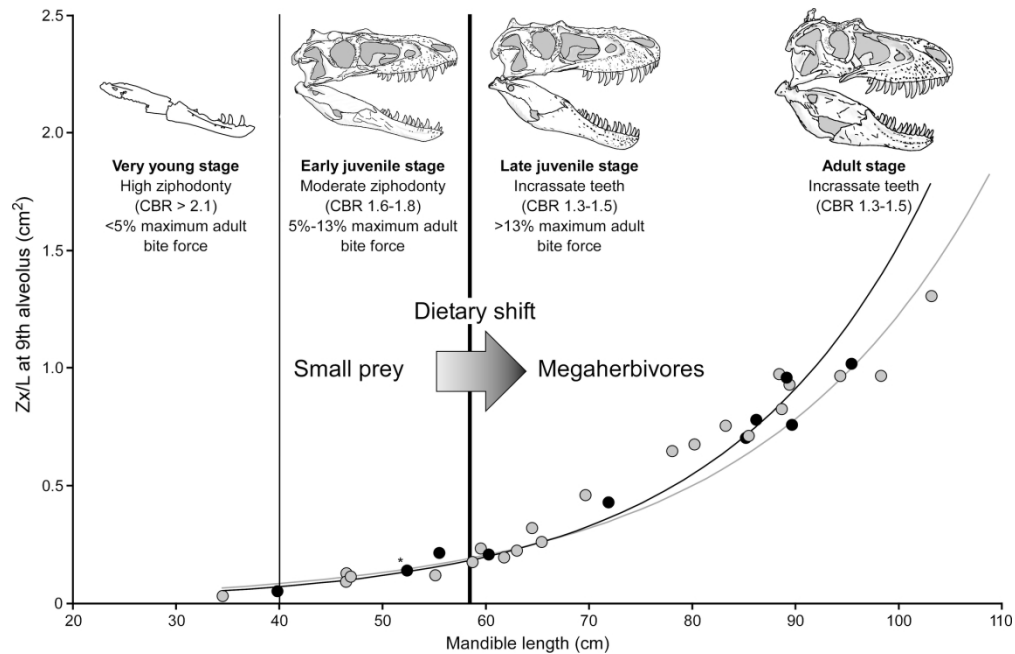 2.5
2.0
1.5
1.0
0.5
0
Zx/L at 9th alveolus (cm²)
Very young stage
High ziphodonty
(CBR > 2.1)
<5% maximum adult
bite force
Early juvenile stage
Moderate ziphodonty
(CBR 1.6-1.8)
5%-13% maximum adult
bite force
Late juvenile stage
Incrassate teeth
(CBR 1.3-1.5)
>13% maximum adult
bite force
Adult stage
Incrassate teeth
(CBR 1.3-1.5)
Dietary shift
Small prey
Megaherbivores
*
20 30 40 50 60 70 80 90 100 110
Mandible length (cm)